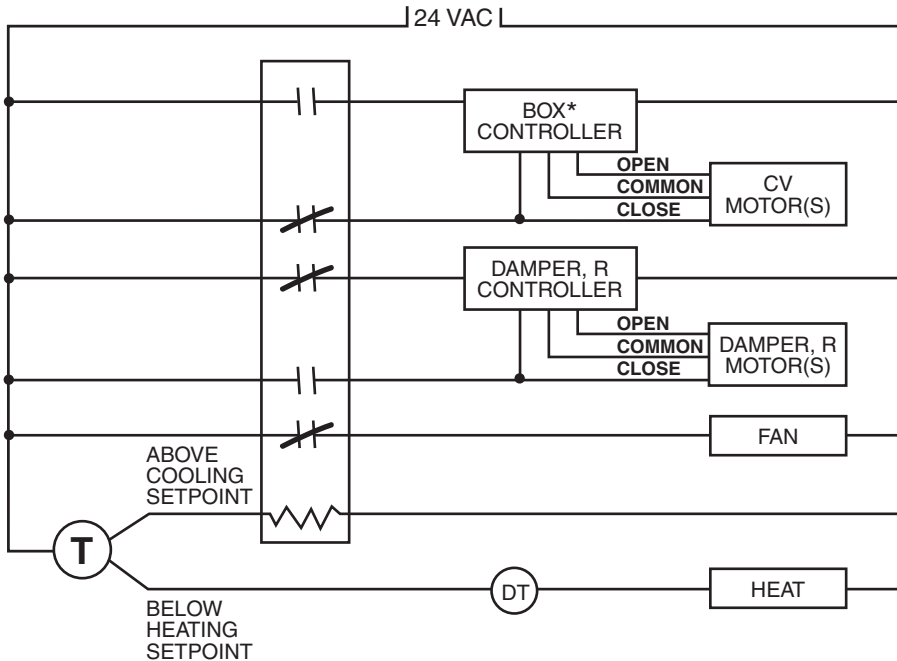 24 VAC
BOX*
CONTROLLER
OPEN
COMMON
CLOSE
CV
MOTOR(S)
DAMPER, R
CONTROLLER
OPEN
COMMON
CLOSE
DAMPER, R
MOTOR(S)
FAN
ABOVE
COOLING
SETPOINT
T
DT
HEAT
BELOW
HEATING
SETPOINT